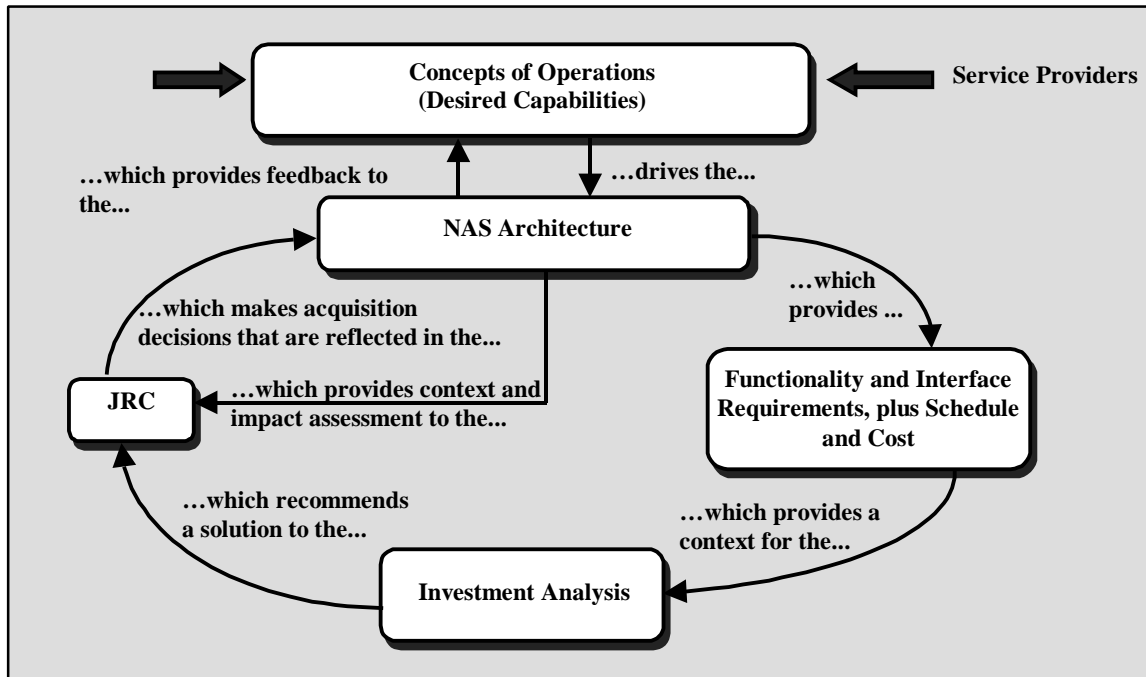 Concepts of Operations
(Desired Capabilities)
Service Providers
…which provides feedback to
the...
…drives the...
NAS Architecture
…which
provides ...
…which makes acquisition
decisions that are reflected in the...
JRC
…which provides context and
impact assessment to the...
Functionality and Interface
Requirements, plus Schedule
and Cost
…which recommends
a solution to the...
…which provides a
context for the...
Investment Analysis